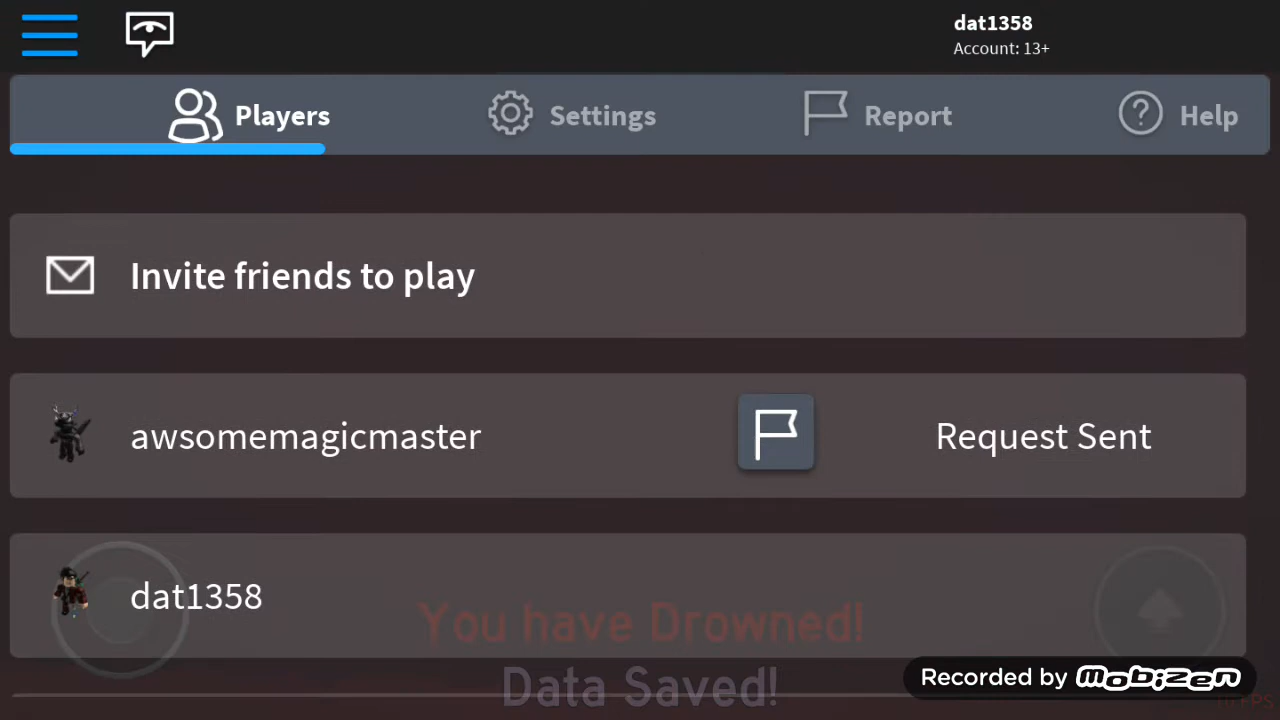 dat1358
Account: 13+
Players
Settings
Report
Help
Invite friends to play
awsomemagicmaster
Request Sent
dat1358
You have Drowned!
Data Saved!
Recorded by Mobizen
FPS